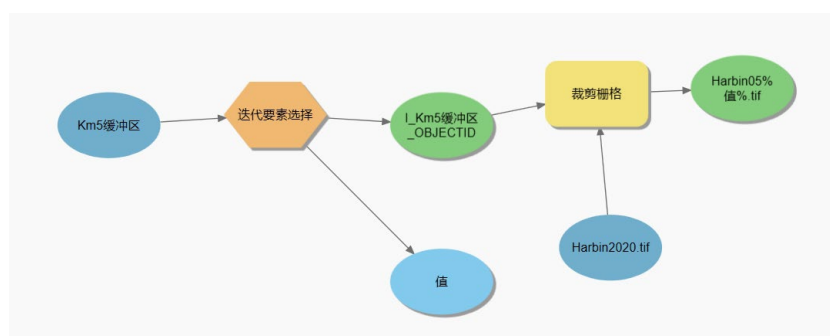 Km5缓冲区
迭代要素选择
I_Km5缓冲区
_OBJECTID
裁剪栅格
Harbin05%
值%.tif
值
Harbin2020.tif